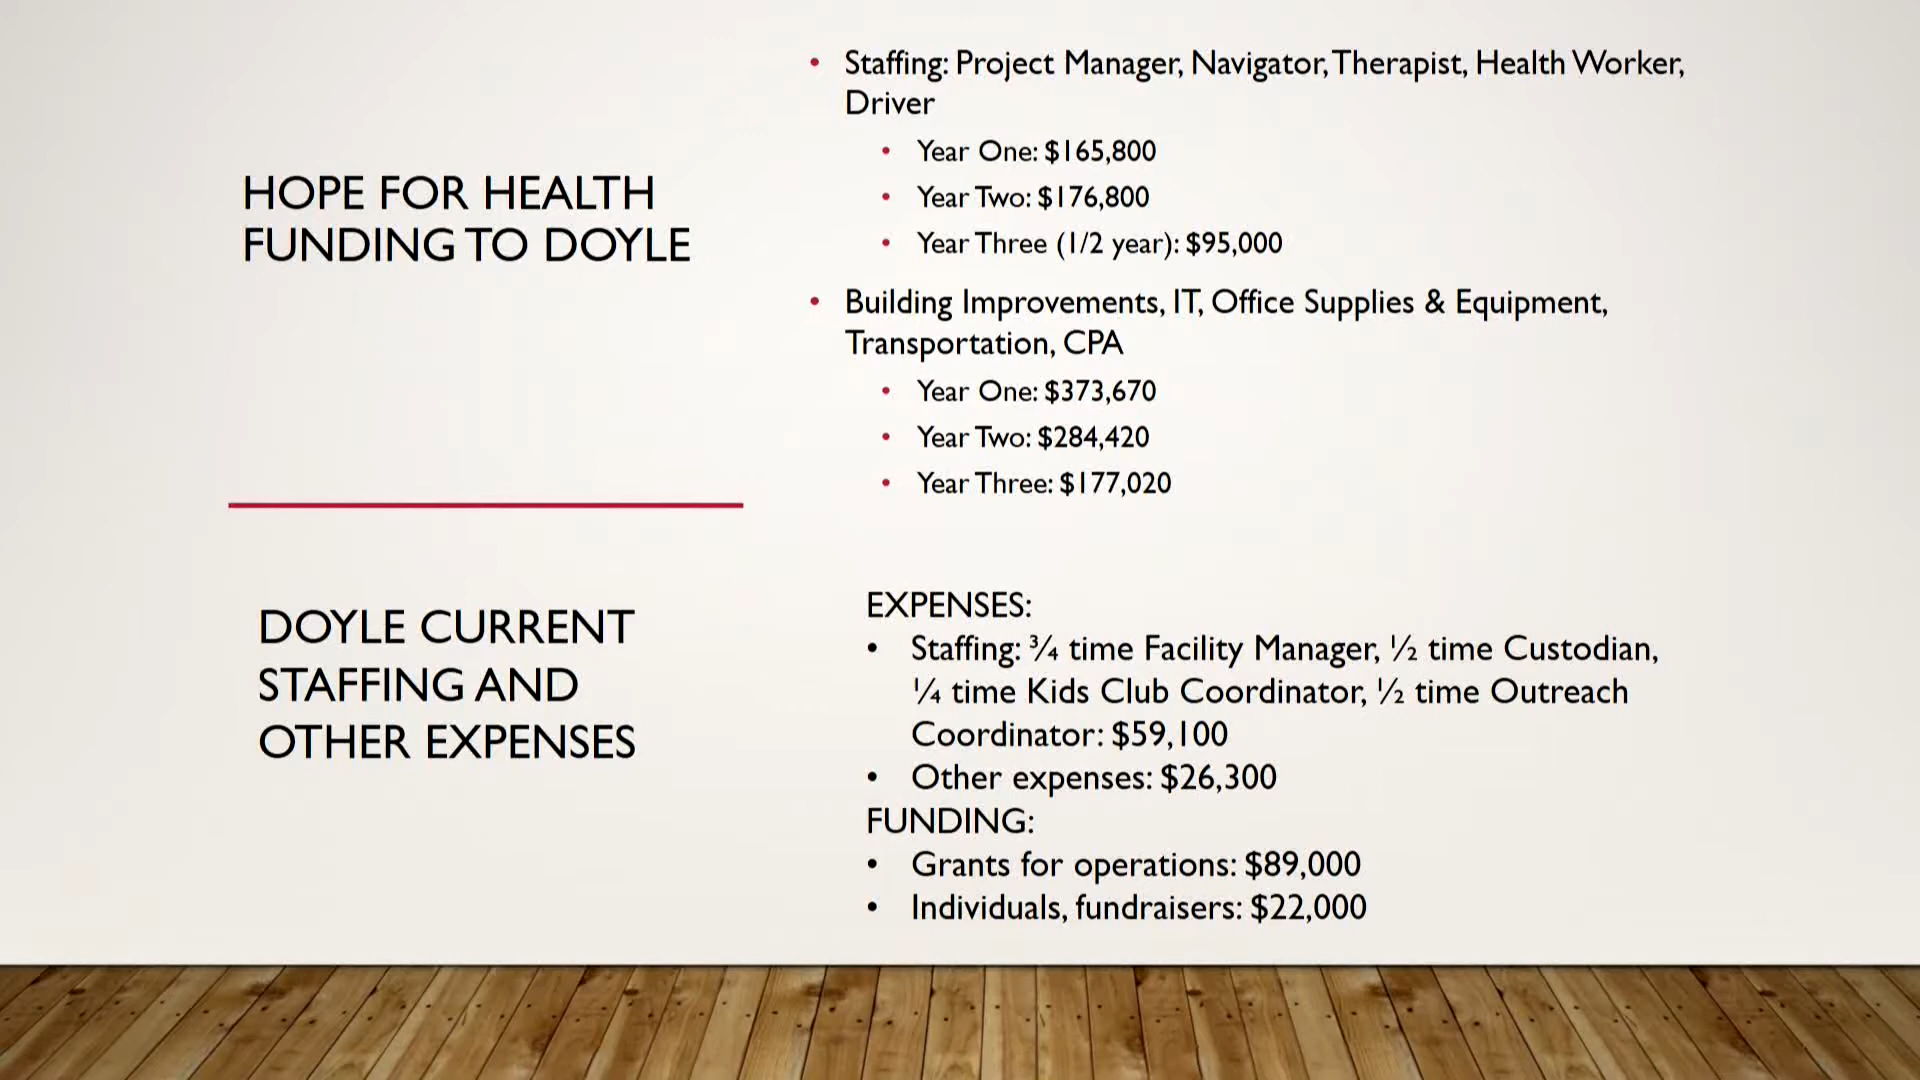 HOPE FOR HEALTH
FUNDING TO DOYLE
• Staffing: Project Manager, Navigator, Therapist, Health Worker,
Driver
• Year One: $165,800
• Year Two: $176,800
• Year Three (1/2 year): $95,000
• Building Improvements, IT, Office Supplies & Equipment,
Transportation, CPA
• Year One: $373,670
• Year Two: $284,420
• Year Three: $177,020
DOYLE CURRENT
STAFFING AND
OTHER EXPENSES
EXPENSES:
• Staffing: ¾ time Facility Manager, ½ time Custodian,
¼ time Kids Club Coordinator, ½ time Outreach
Coordinator: $59,100
• Other expenses: $26,300
FUNDING:
• Grants for operations: $89,000
• Individuals, fundraisers: $22,000